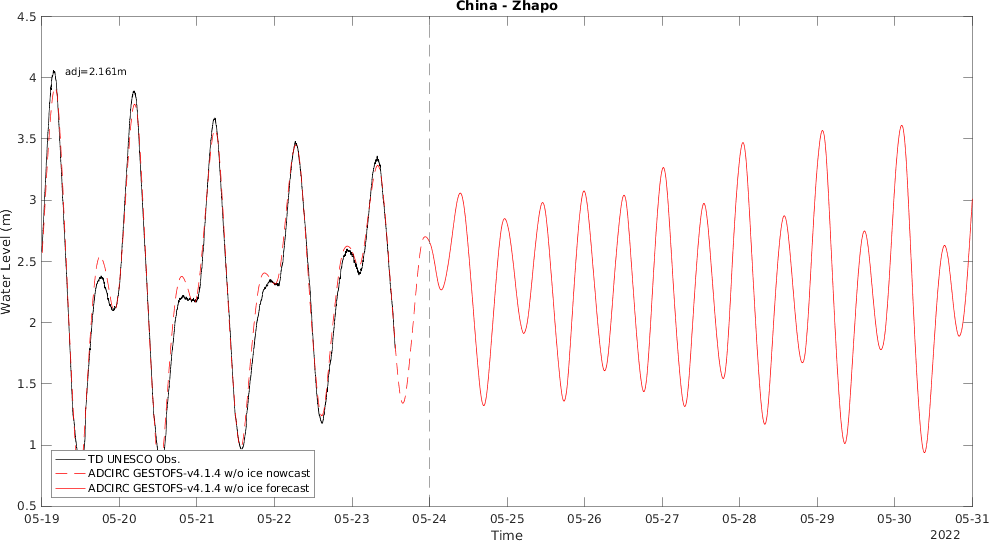 China - Zhapo
4.5
4
3.5
3
2.5
2
1.5
1
0.5
Water Level (m)
adj=2.161m
TD UNESCO Obs.
ADCIRC GESTOFS-v4.1.4 w/o ice nowcast
ADCIRC GESTOFS-v4.1.4 w/o ice forecast
05-19 05-20 05-21 05-22 05-23 05-24 05-25 05-26 05-27 05-28 05-29 05-30 05-31
Time
2022